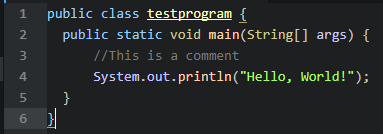 1 public class testprogram {
2 public static void main(String[] args) {
3 //This is a comment
4 System.out.println("Hello, World!");
5 }
6 }